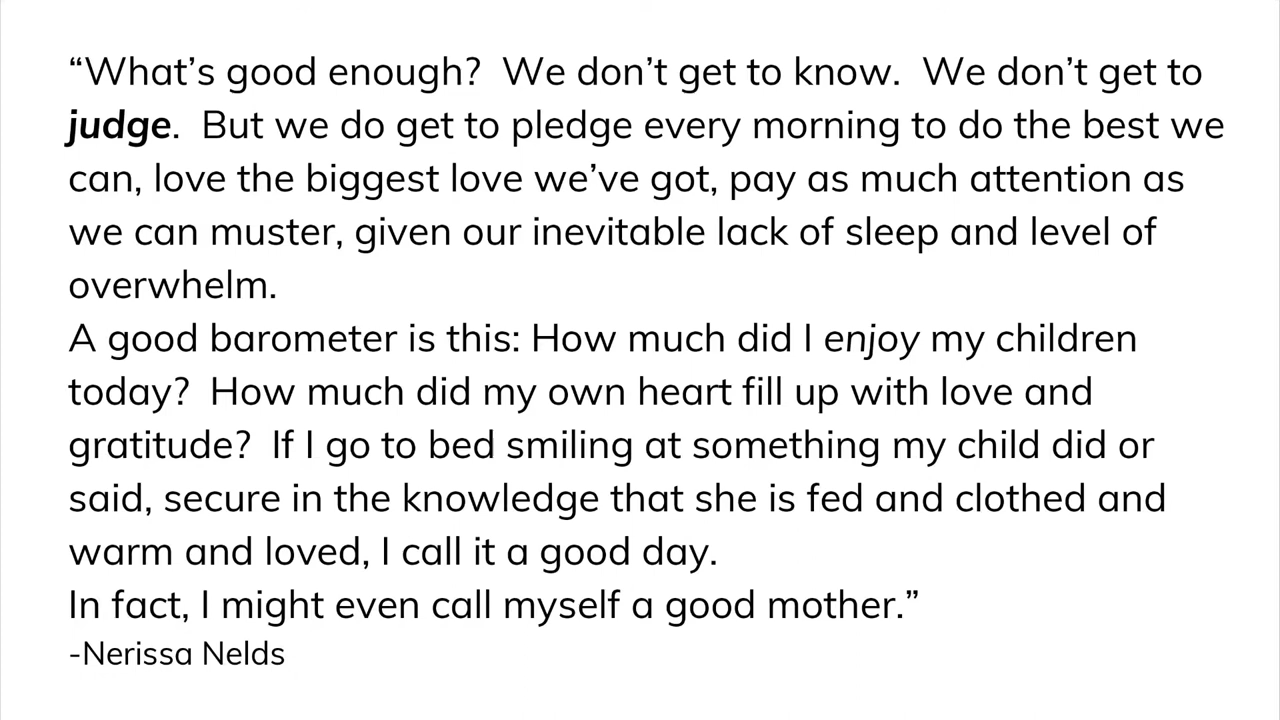 “What’s good enough?  We don’t get to know.  We don’t get to
judge.  But we do get to pledge every morning to do the best we
can, love the biggest love we’ve got, pay as much attention as
we can muster, given our inevitable lack of sleep and level of
overwhelm.
A good barometer is this: How much did I enjoy my children
today?  How much did my own heart fill up with love and
gratitude?  If I go to bed smiling at something my child did or
said, secure in the knowledge that she is fed and clothed and
warm and loved, I call it a good day.
In fact, I might even call myself a good mother.”
-Nerissa Nelds